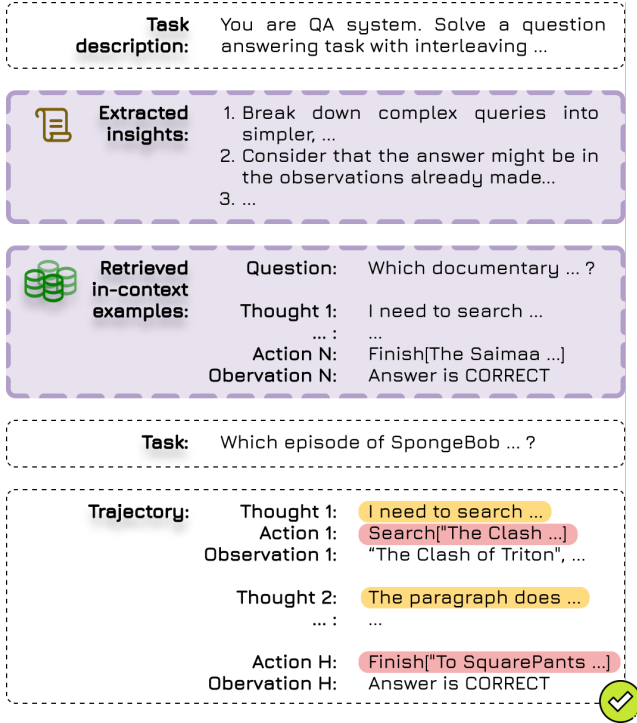 Task description: You are QA system. Solve a question
answering task with interleaving ...
Extracted insights: 1. Break down complex queries into
simpler, ...
2. Consider that the answer might be in
the observations already made...
3. ...
Retrieved in-context examples:
Question: Which documentary ... ?
Thought 1: I need to search ...
... : ...
Action N: Finish[The Saimaa ...]
Obervation N: Answer is CORRECT
Task: Which episode of SpongeBob ... ?
Trajectory: Thought 1: I need to search ...
Action 1: Search["The Clash ...]
Observation 1: “The Clash of Triton", ...
Thought 2: The paragraph does ...
... : ...
Action H: Finish["To SquarePants ...]
Obervation H: Answer is CORRECT